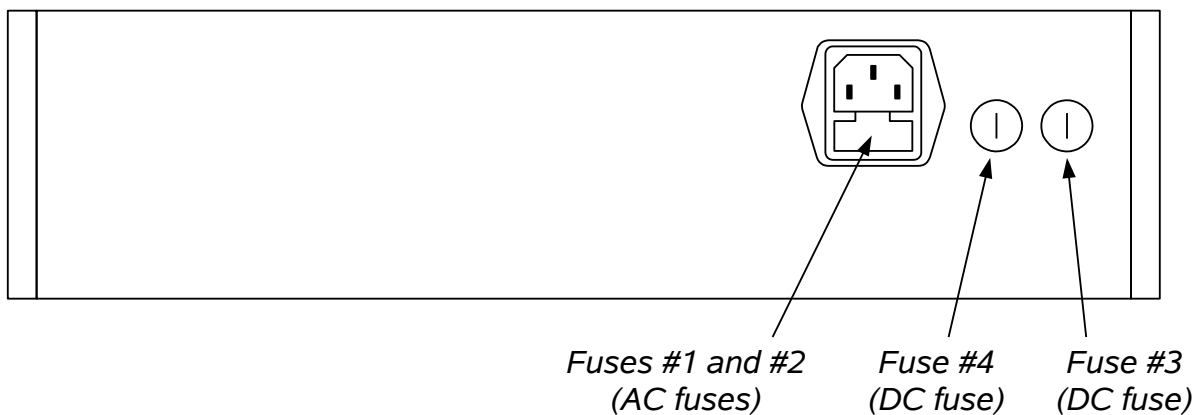 Fuses #1 and #2
(AC fuses)
Fuse #4
(DC fuse)
Fuse #3
(DC fuse)